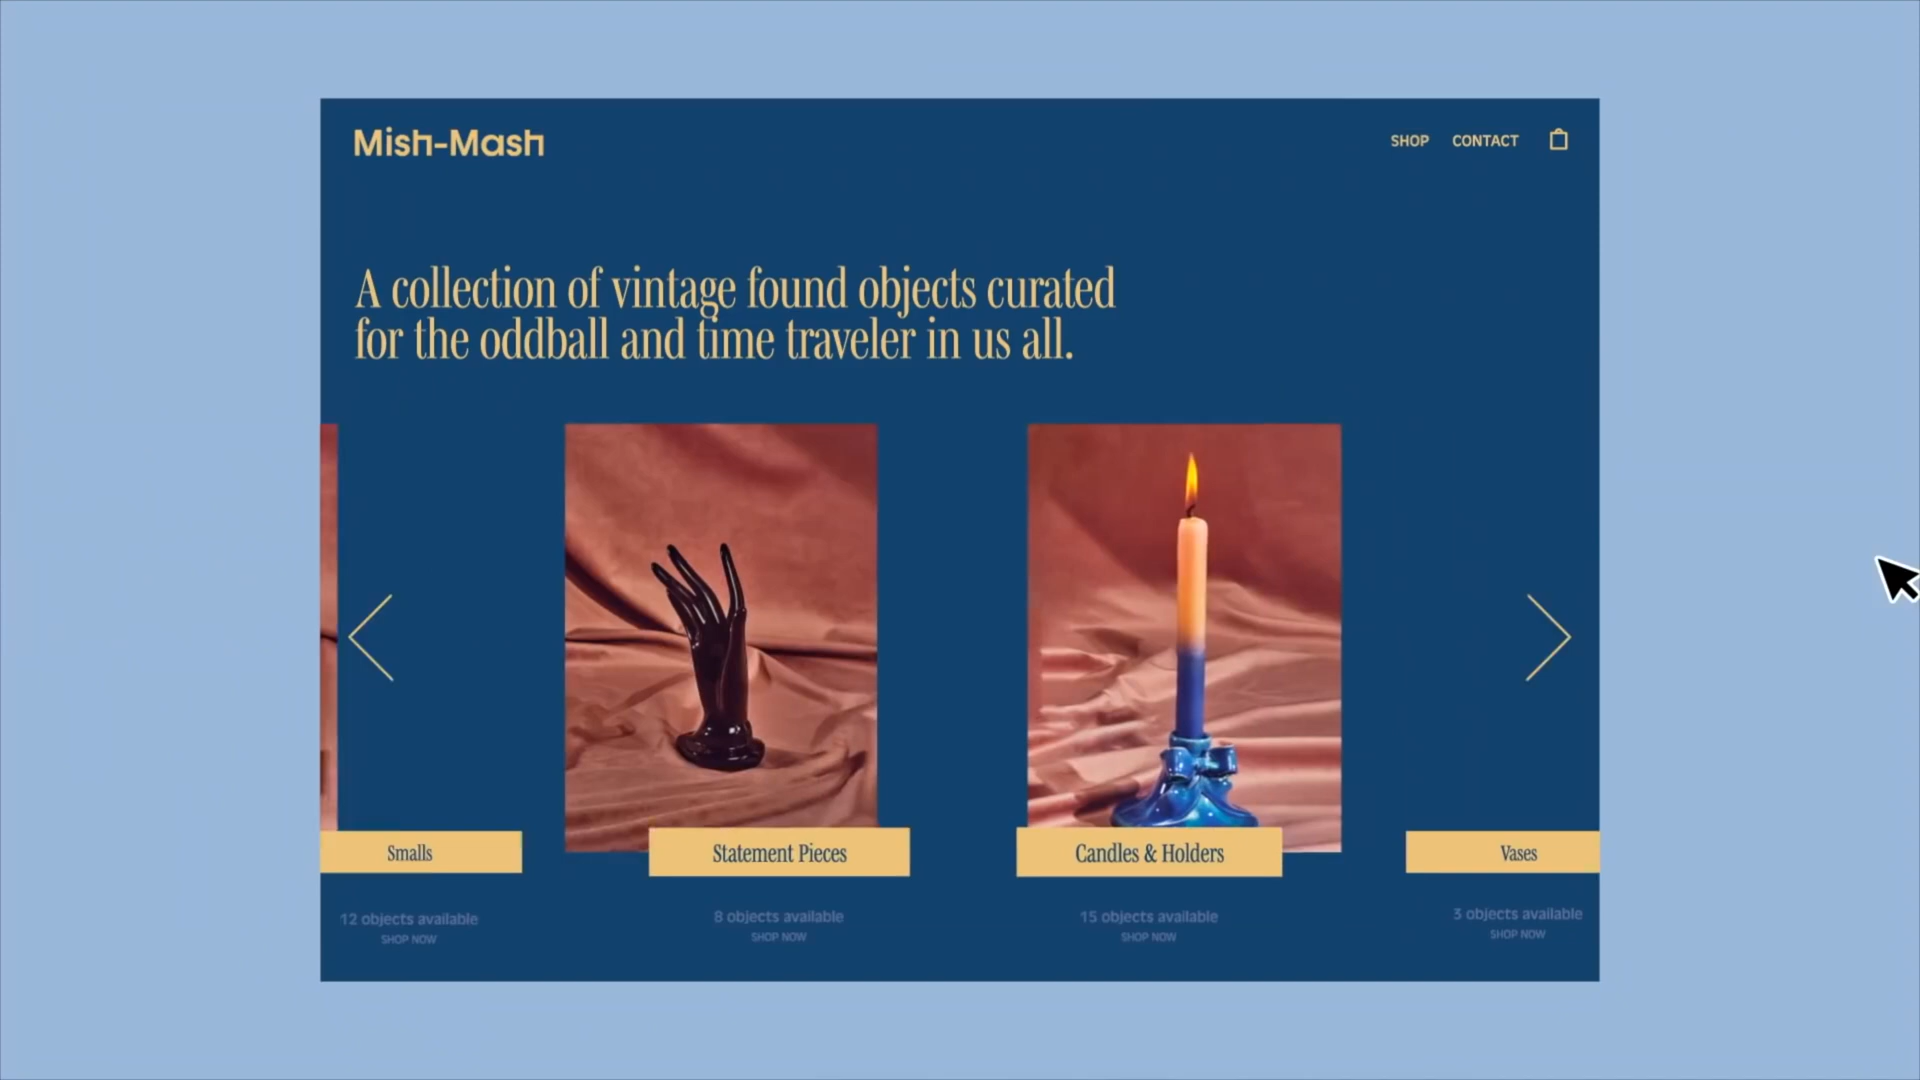 Mish-Mash
SHOP CONTACT
A collection of vintage found objects curated
for the oddball and time traveler in us all.
Smalls
Statement Pieces
Candles & Holders
Vases
12 objects available
SHOP NOW
8 objects available
SHOP NOW
15 objects available
SHOP NOW
3 objects available
SHOP NOW